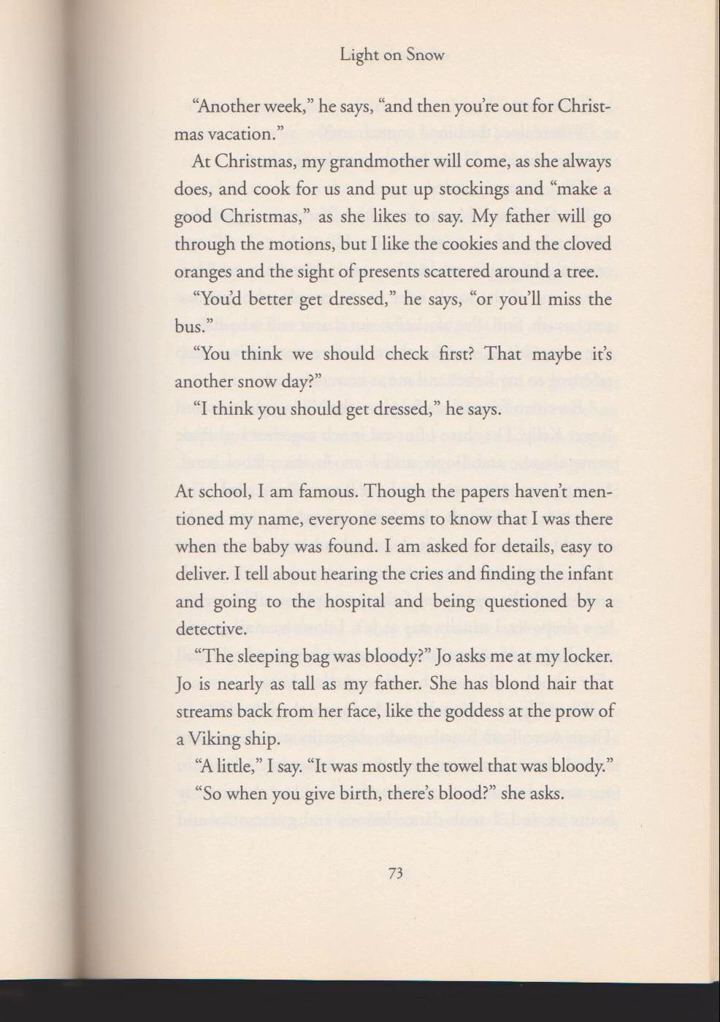 Light on Snow
“Another week,” he says, “and then you’re out for Christ-
mas vacation.”
At Christmas, my grandmother will come, as she always
does, and cook for us and put up stockings and “make a
good Christmas,” as she likes to say. My father will go
through the motions, but I like the cookies and the cloved
oranges and the sight of presents scattered around a tree.
“You’d better get dressed,” he says, “or you’ll miss the
bus.”
“You think we should check first? That maybe it’s
another snow day?”
“I think you should get dressed,” he says.
At school, I am famous. Though the papers haven’t men-
tioned my name, everyone seems to know that I was there
when the baby was found. I am asked for details, easy to
deliver. I tell about hearing the cries and finding the infant
and going to the hospital and being questioned by a
detective.
“The sleeping bag was bloody?” Jo asks me at my locker.
Jo is nearly as tall as my father. She has blond hair that
streams back from her face, like the goddess at the prow of
a Viking ship.
“A little,” I say. “It was mostly the towel that was bloody.”
“So when you give birth, there’s blood?” she asks.
73